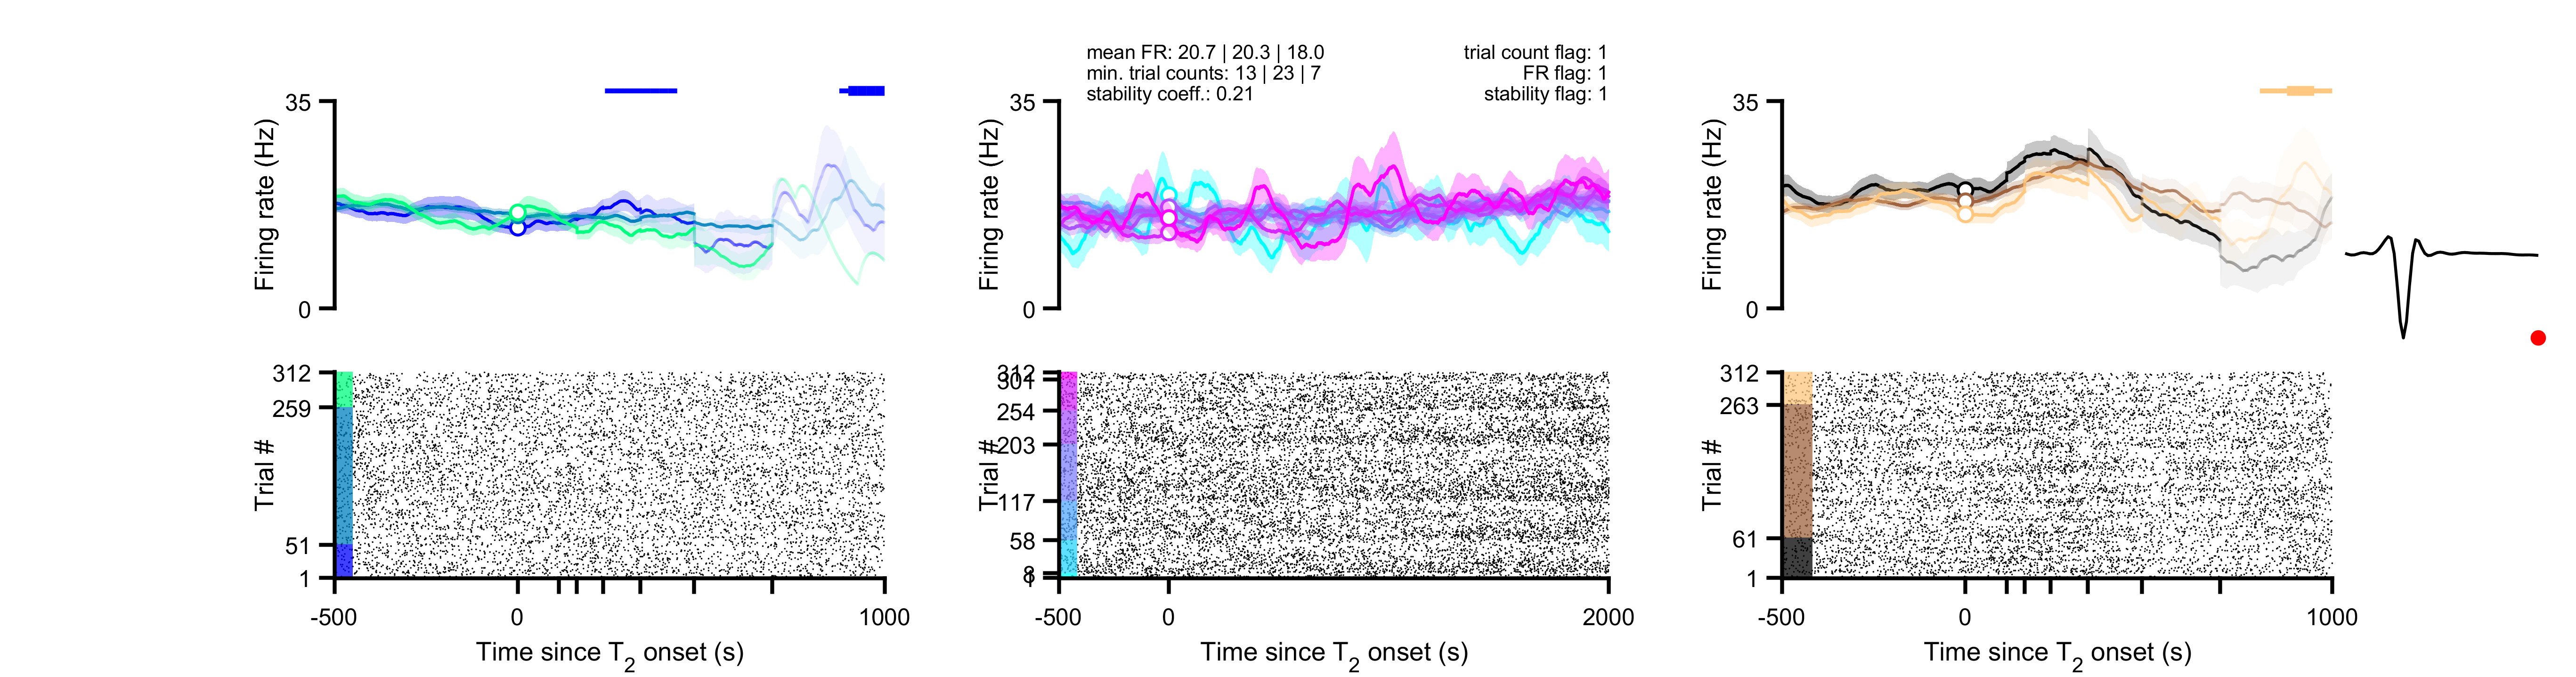 mean FR: 20.7 | 20.3 | 18.0
min. trial counts: 13 | 23 | 7
stability coeff.: 0.21
trial count flag: 1
FR flag: 1
stability flag: 1
35
Firing rate (Hz)
0
35
Firing rate (Hz)
0
35
Firing rate (Hz)
0
312
259
Trial #
51
1
-500
0
1000
Time since T2 onset (s)
312
304
254
203
Trial #
117
58
8
1
-500
0
2000
Time since T2 onset (s)
312
263
Trial #
61
1
-500
0
1000
Time since T2 onset (s)